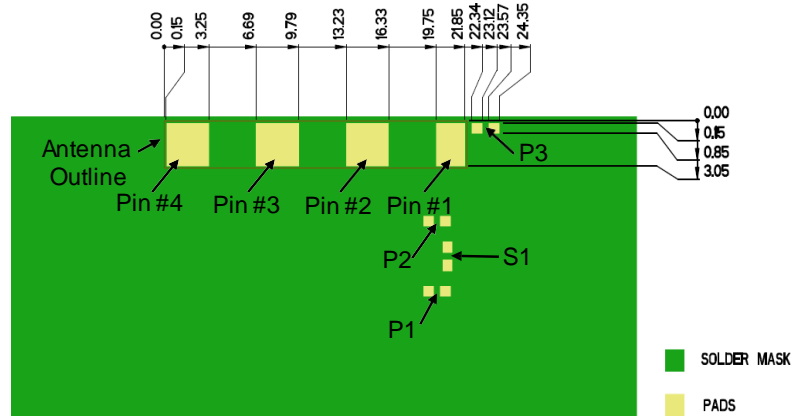 0.00 0.15 3.25 6.69 9.79 13.23 16.33 19.75 21.85 22.34 23.12 23.57 24.35
0.00
0.15
0.85
3.05
Antenna
Outline
P3
Pin #4 Pin #3 Pin #2 Pin #1
P2 S1
P1
SOLDER MASK
PADS